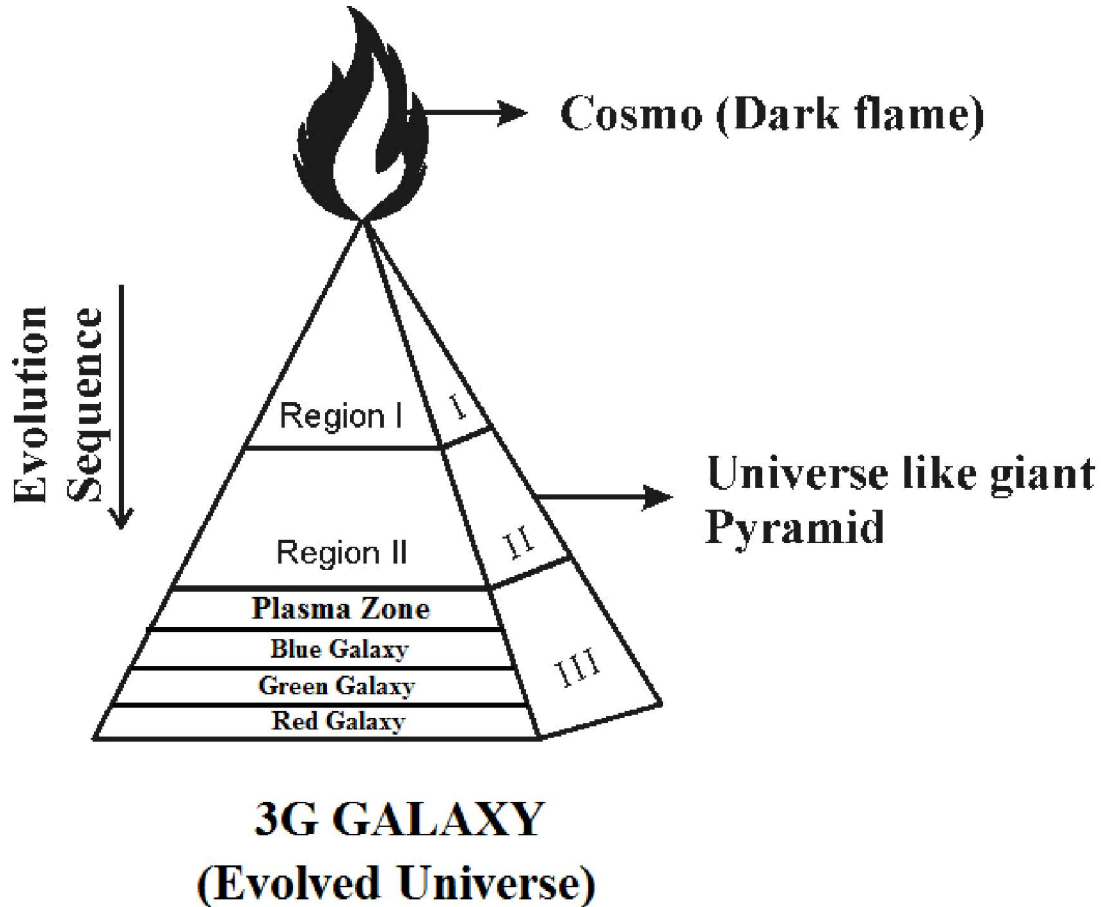 Cosmo (Dark flame)
Evolution
Sequence
Region I
I
Universe like giant
Pyramid
Region II
II
Plasma Zone
Blue Galaxy
Green Galaxy
Red Galaxy
III
3G GALAXY
(Evolved Universe)